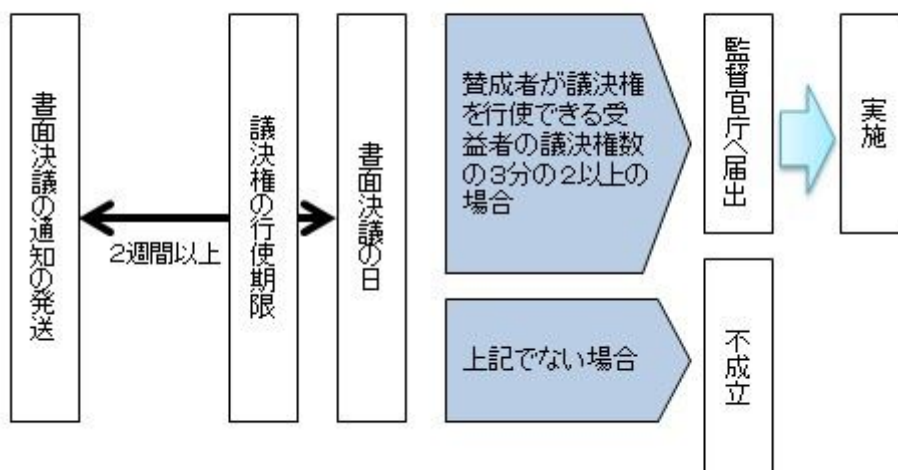 書面決議の通知の発送
2週間以上
議決権の行使期限
書面決議の日
賛成者が議決権
を行使できる受
益者の議決権数
の3分の2以上の
場合
監督官庁へ届出
実施
上記でない場合
不成立